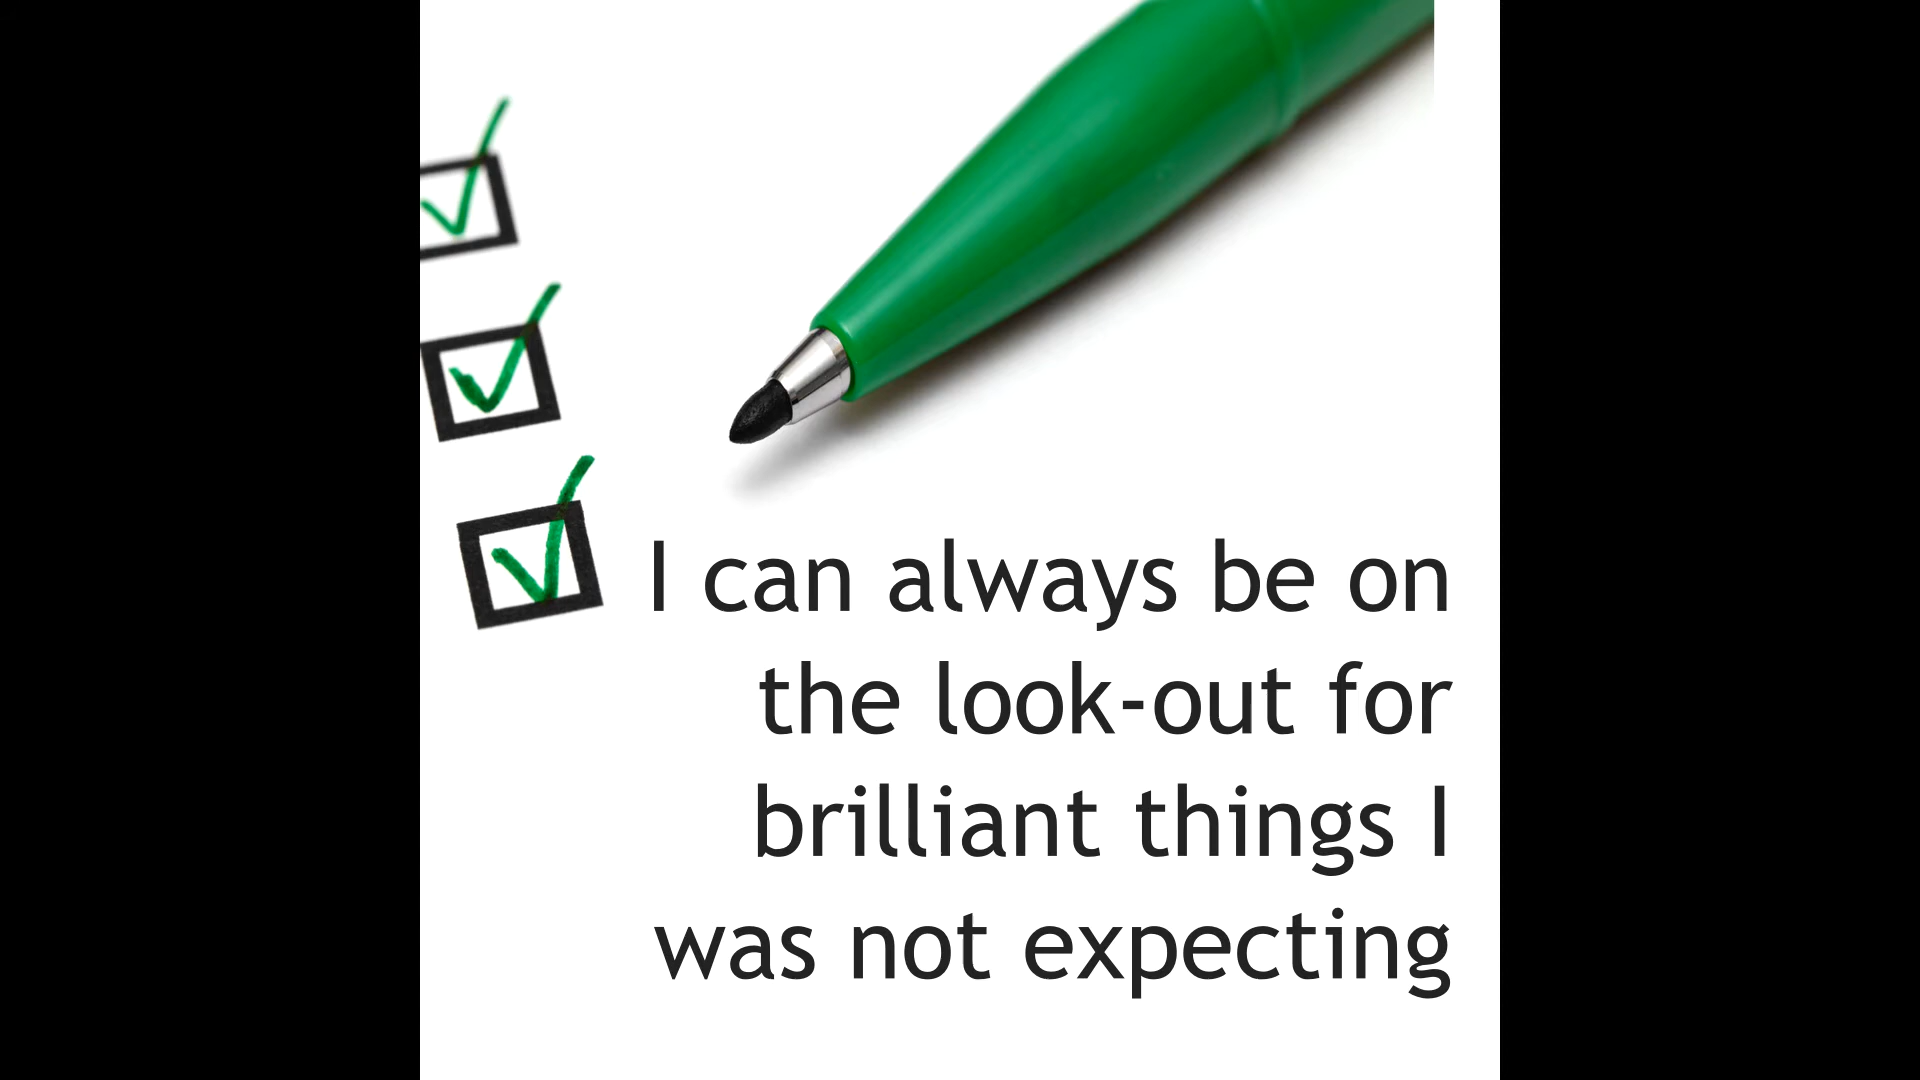 I can always be on
the look-out for
brilliant things I
was not expecting